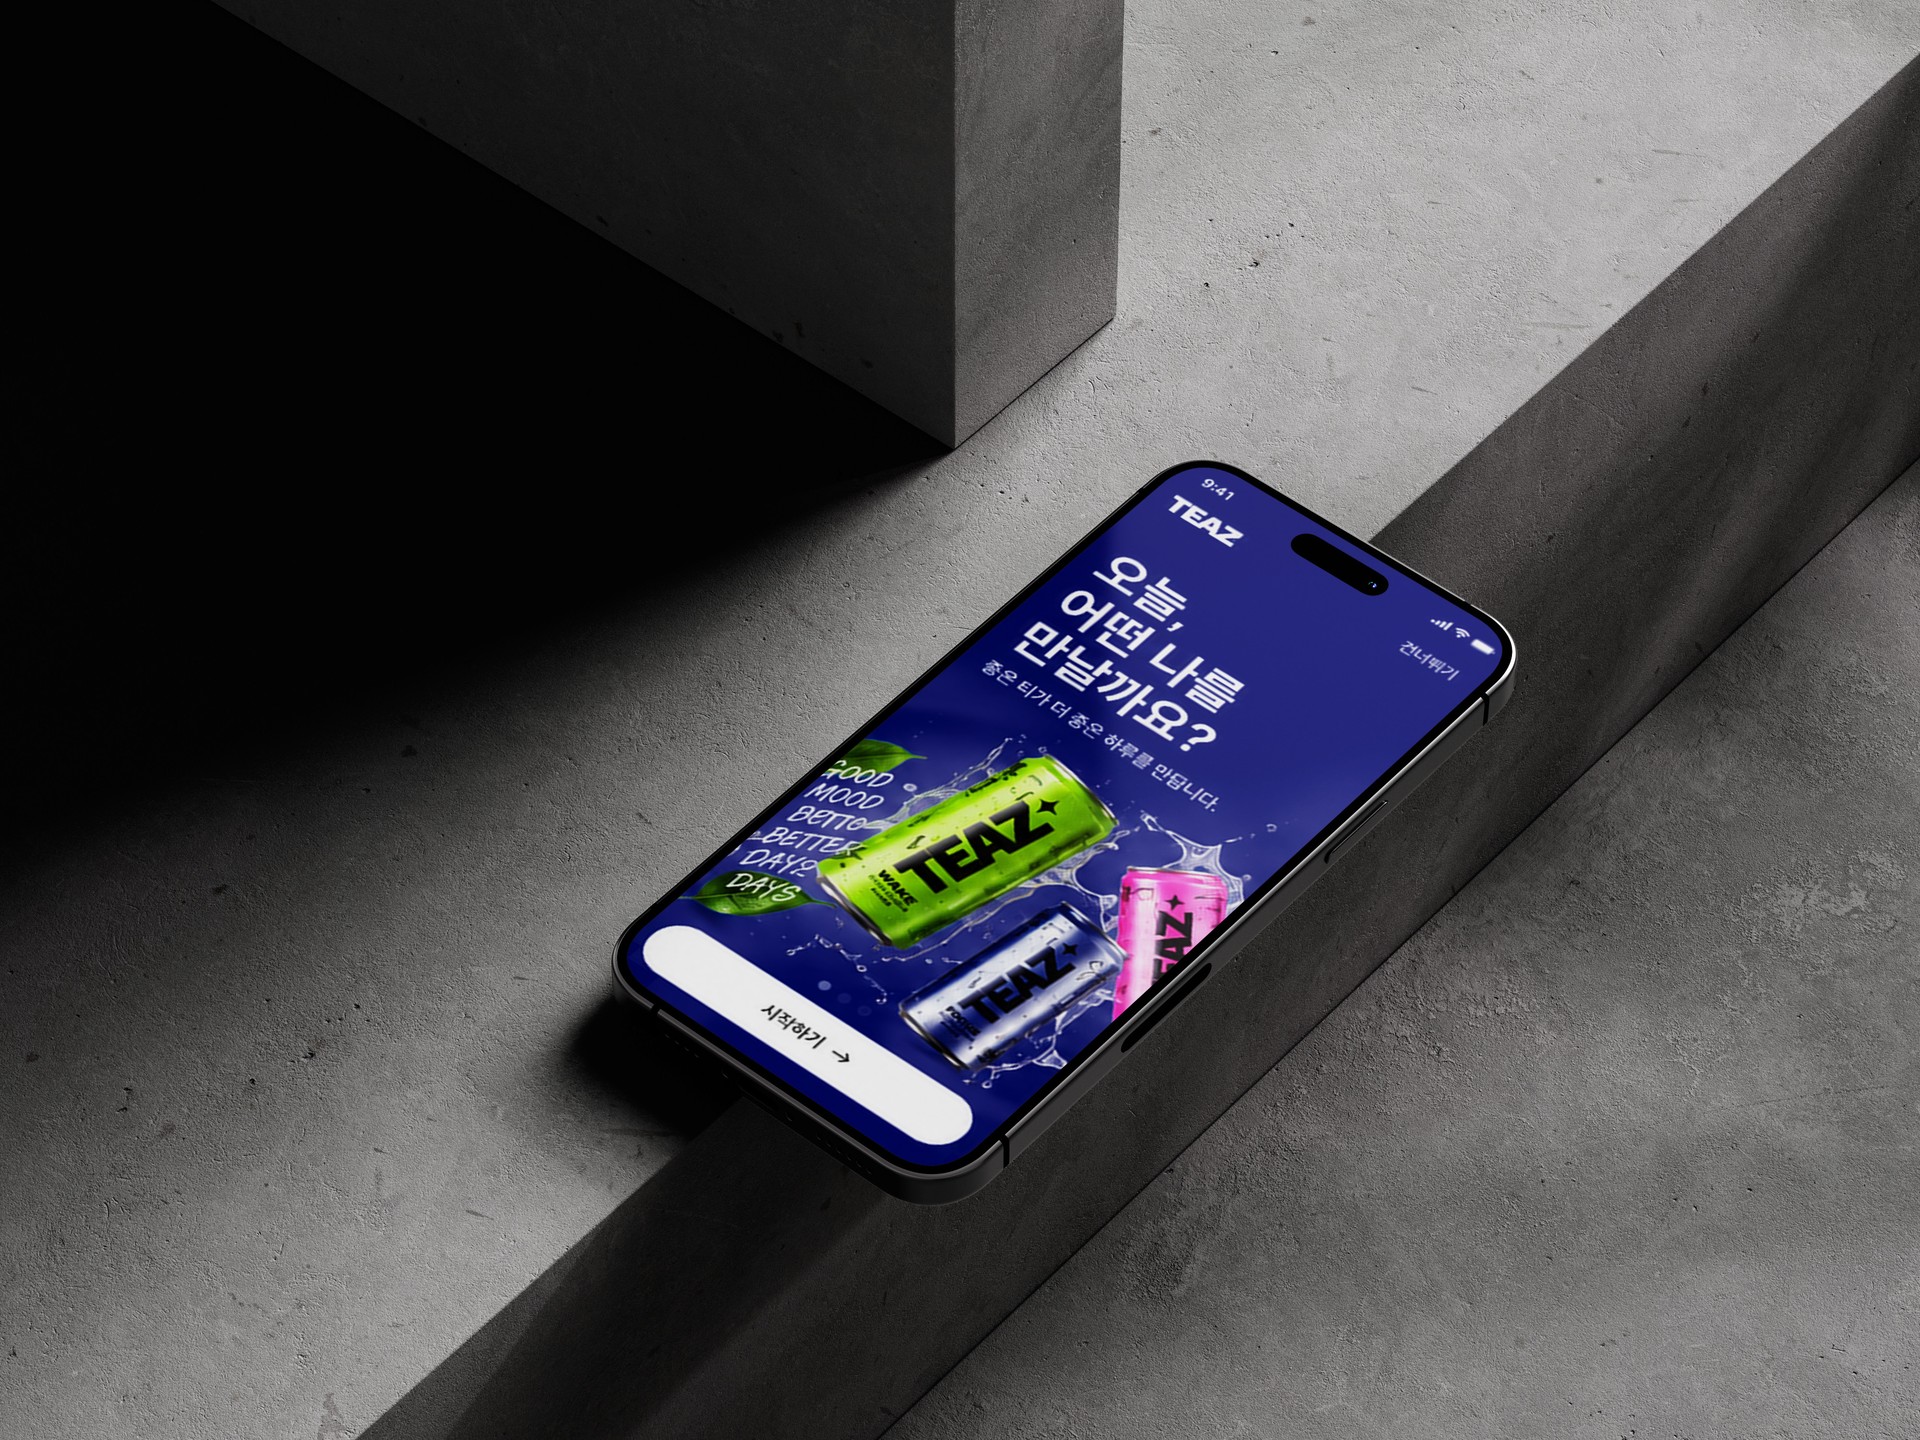 9:41
TEAZ
건너뛰기
오늘,
어떤 나를
만날까요?
좋은 티가 더 좋은 하루를 만듭니다.
GOOD
MOOD
BETTER
DAYS
TEAZ
WAKE
TEAZ
TEAZ
시작하기 →